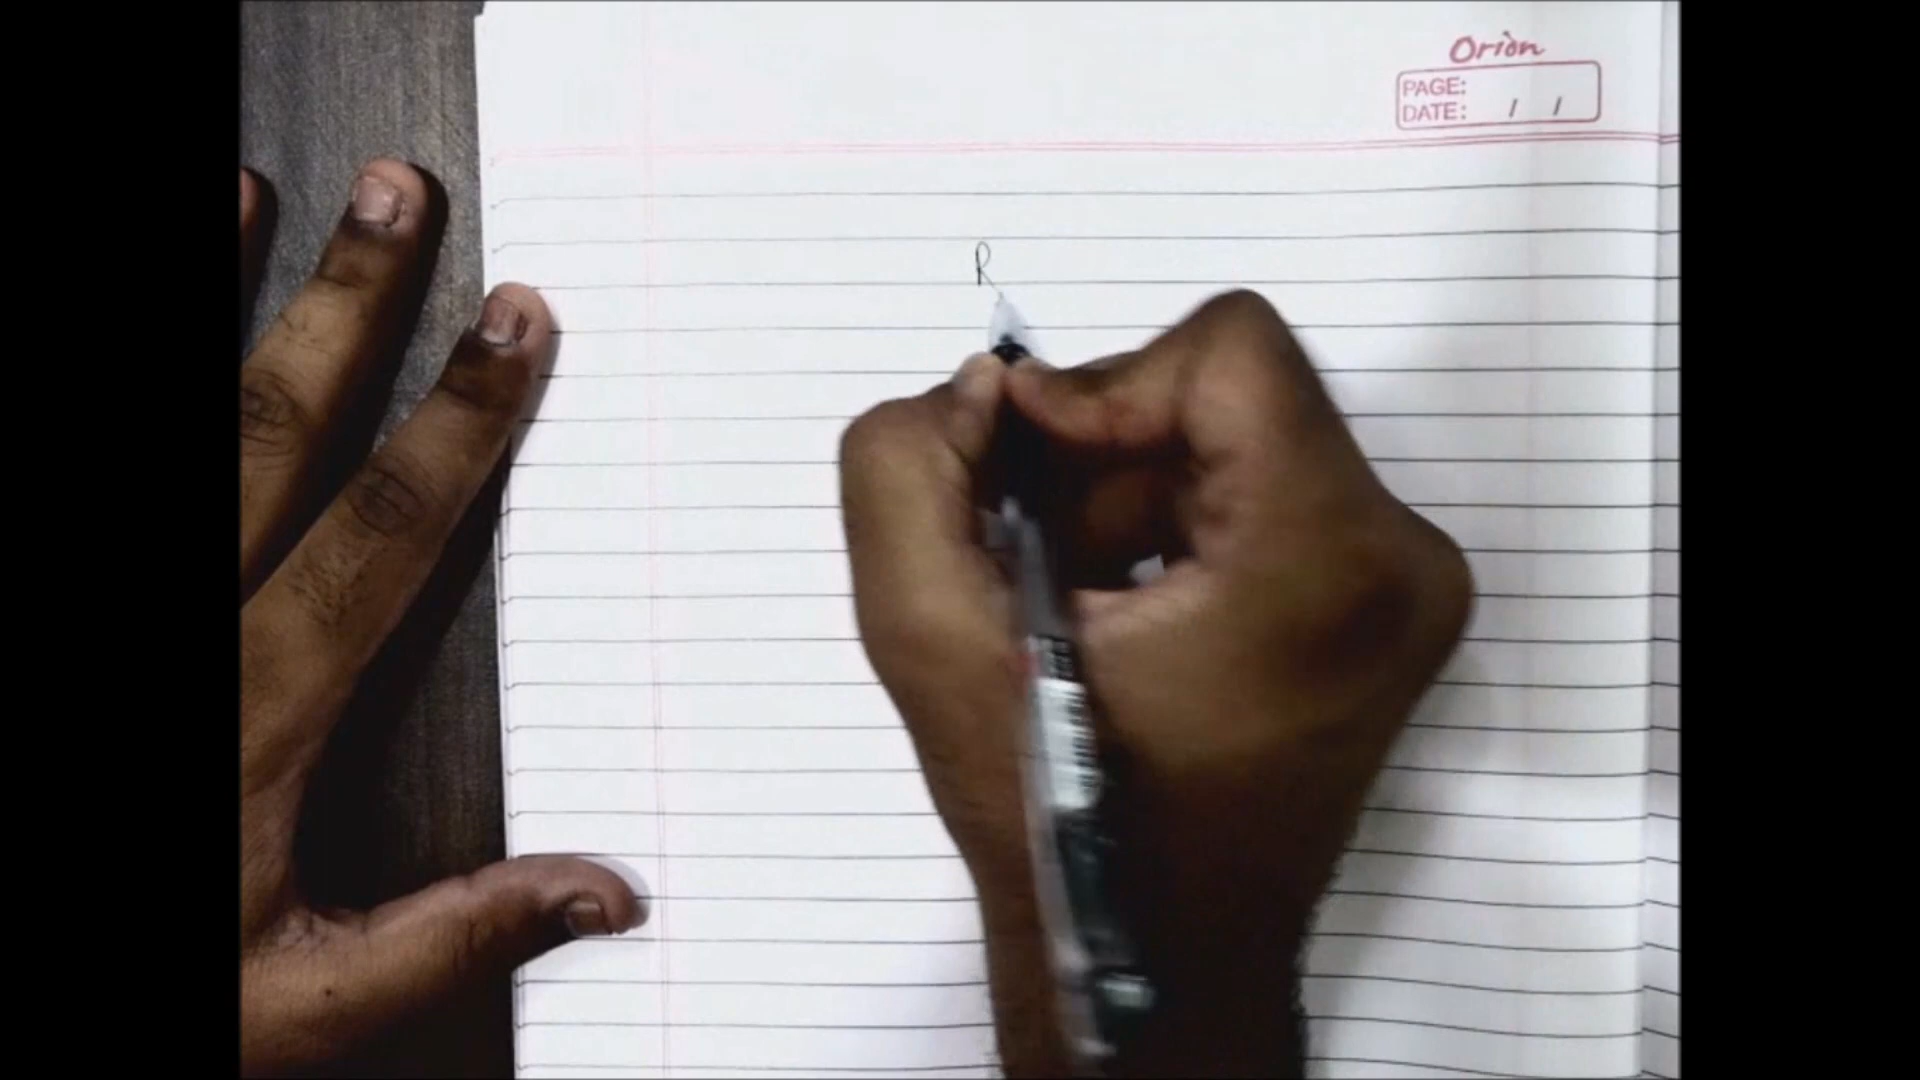 Orion
PAGE:
DATE: / /
R